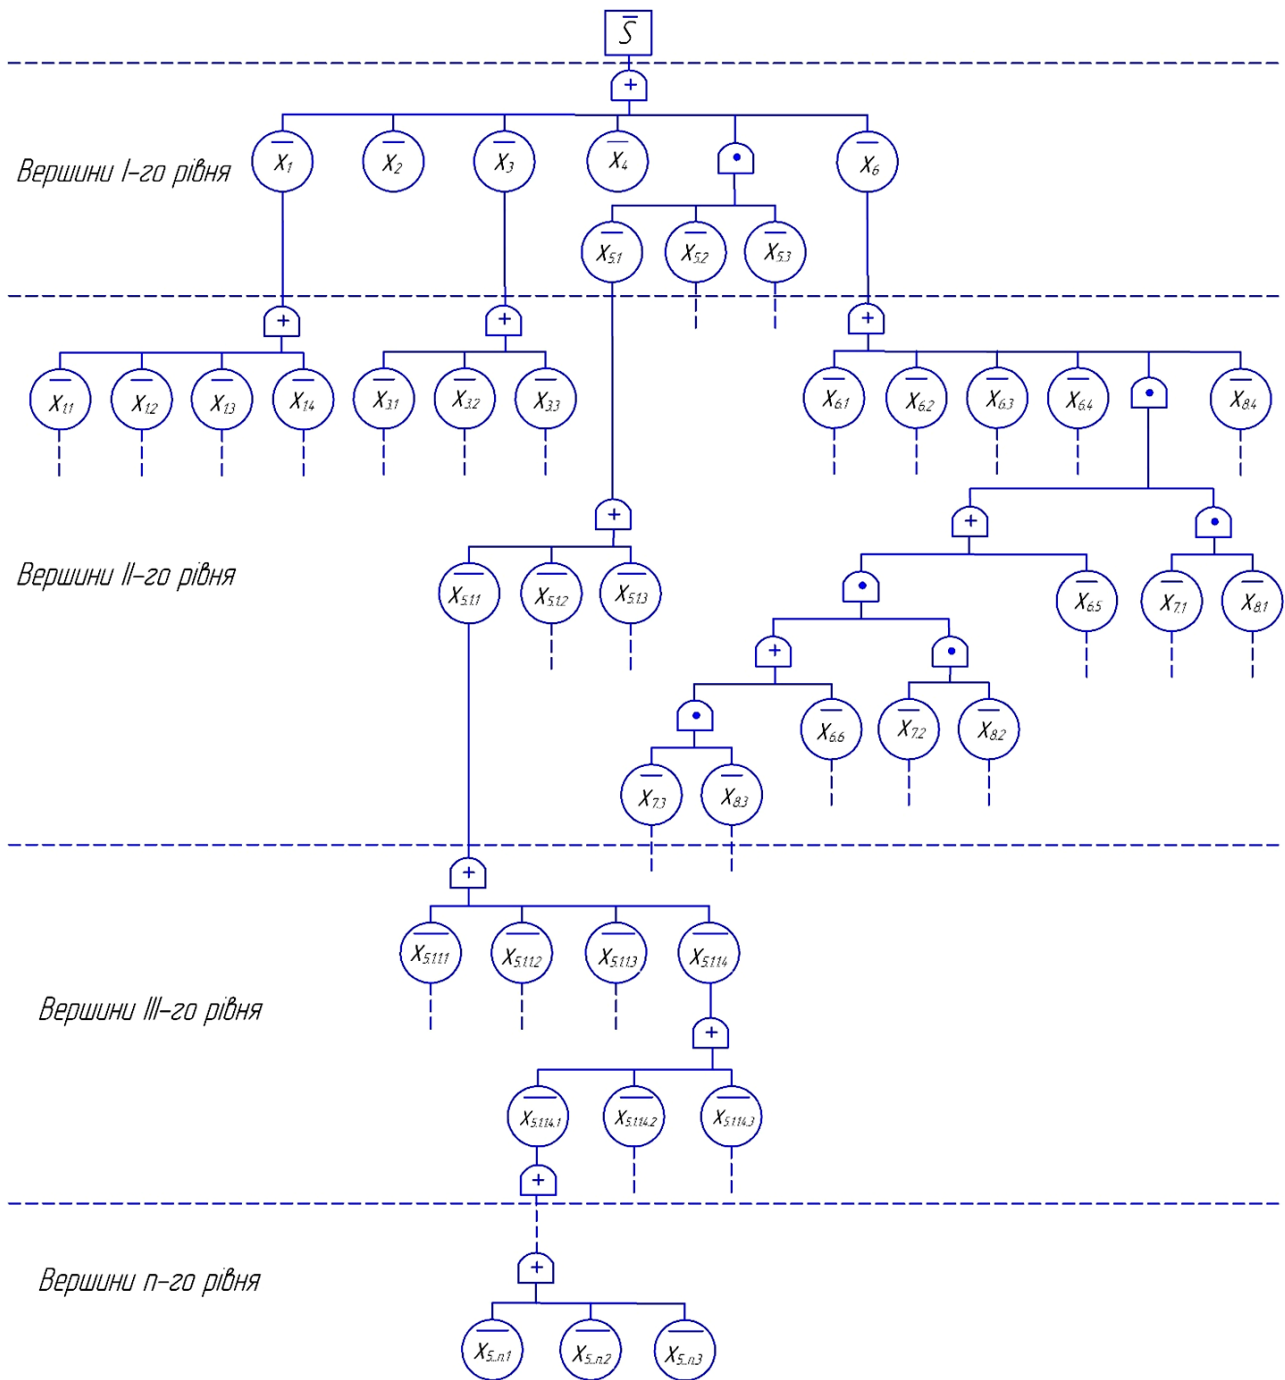 S̅
+
X̅₁ X̅₂ X̅₃ X̅₄ • X̅₆
Вершини I-го рівня
X̅5.1 X̅5.2 X̅5.3
+ + +
X̅1.1 X̅1.2 X̅1.3 X̅1.4 X̅3.1 X̅3.2 X̅3.3 X̅6.1 X̅6.2 X̅6.3 X̅6.4 • X̅8.4
+ + •
Вершини II-го рівня
X̅5.1.1 X̅5.1.2 X̅5.1.3 • X̅6.5 X̅7.1 X̅8.1
+ •
• X̅6.6 X̅7.2 X̅8.2
X̅7.3 X̅8.3
+
X̅5.1.1.1 X̅5.1.1.2 X̅5.1.1.3 X̅5.1.1.4
Вершини III-го рівня
+
X̅5.1.1.4.1 X̅5.1.1.4.2 X̅5.1.1.4.3
+
+
Вершини n-го рівня
X̅5..n.1 X̅5..n.2 X̅5..n.3